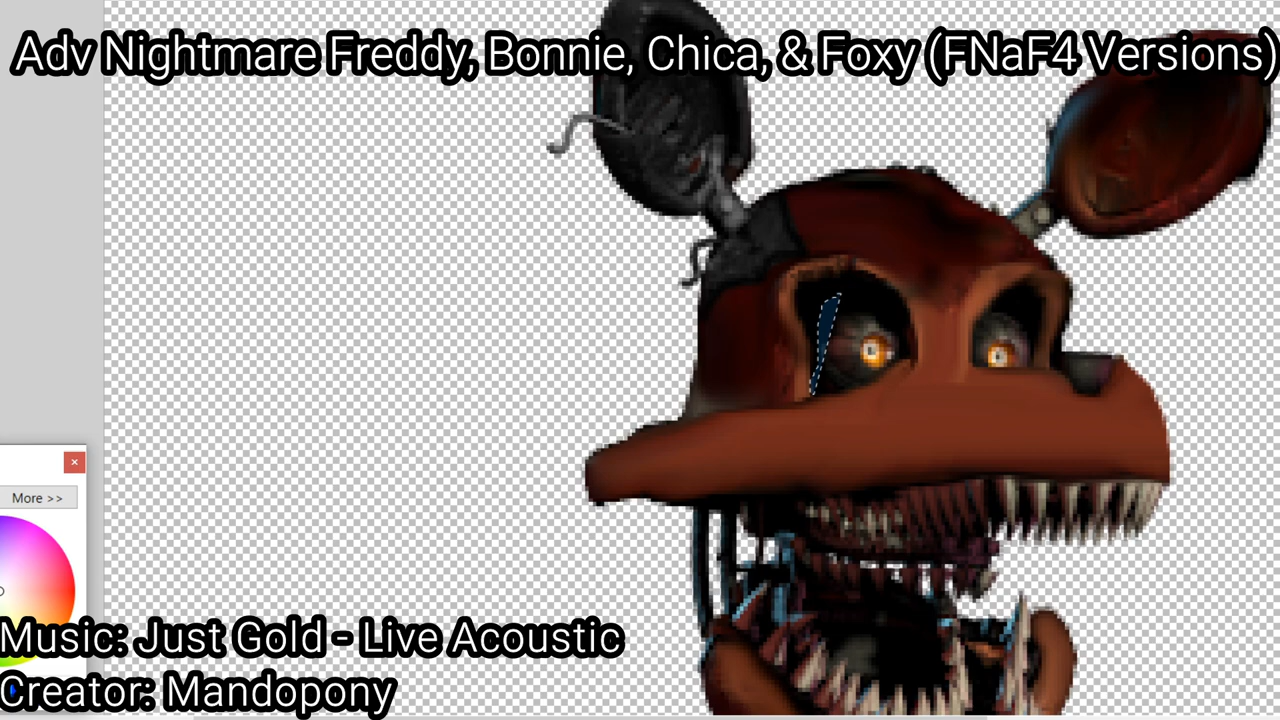 Adv Nightmare Freddy, Bonnie, Chica, & Foxy (FNaF4 Versions)
More >>
Music: Just Gold - Live Acoustic
Creator: Mandopony